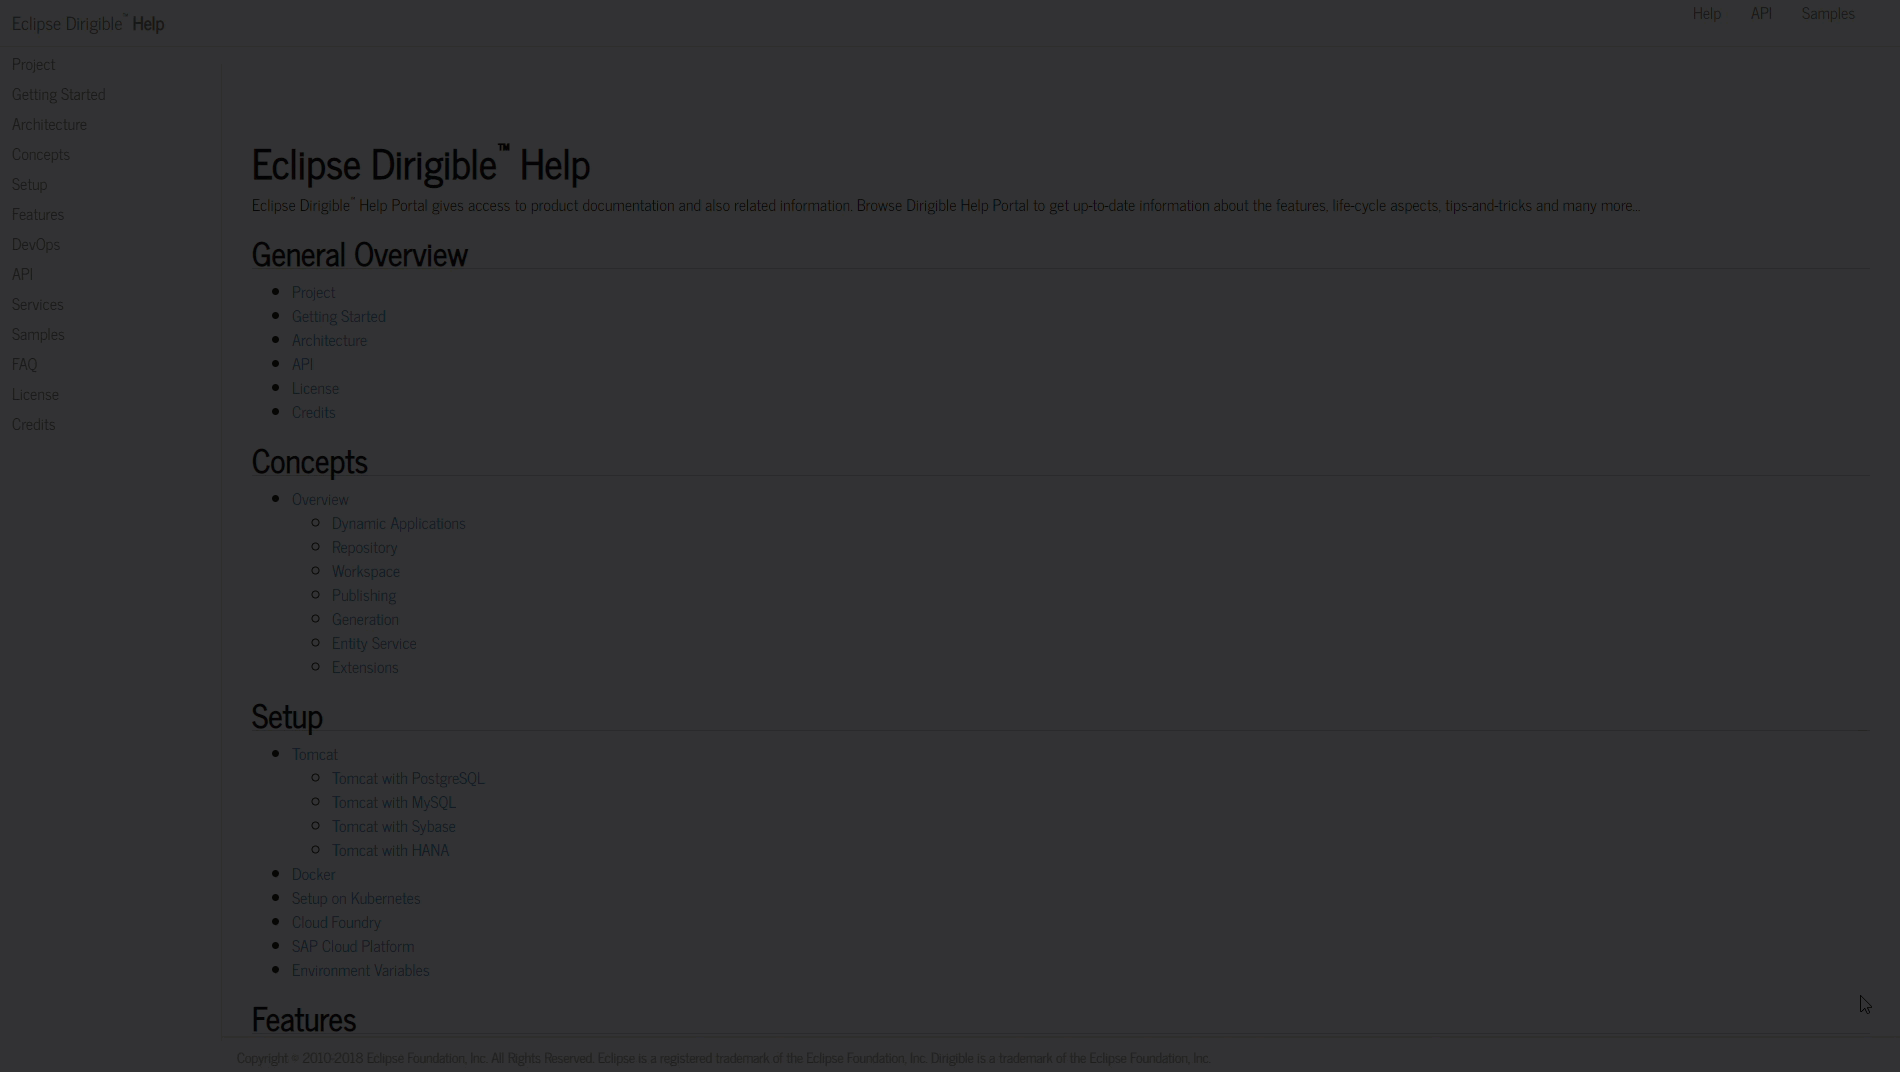 Eclipse Dirigible™ Help
Help API Samples
Project
Getting Started
Architecture
Concepts
Setup
Features
DevOps
API
Services
Samples
FAQ
License
Credits
Eclipse Dirigible™ Help
Eclipse Dirigible™ Help Portal gives access to product documentation and also related information. Browse Dirigible Help Portal to get up-to-date information about the features, life-cycle aspects, tips-and-tricks and many more...
General Overview
Project
Getting Started
Architecture
API
License
Credits
Concepts
Overview
Dynamic Applications
Repository
Workspace
Publishing
Generation
Entity Service
Extensions
Setup
Tomcat
Tomcat with PostgreSQL
Tomcat with MySQL
Tomcat with Sybase
Tomcat with HANA
Docker
Setup on Kubernetes
Cloud Foundry
SAP Cloud Platform
Environment Variables
Features
Copyright © 2010-2018 Eclipse Foundation, Inc. All Rights Reserved. Eclipse is a registered trademark of the Eclipse Foundation, Inc. Dirigible is a trademark of the Eclipse Foundation, Inc.